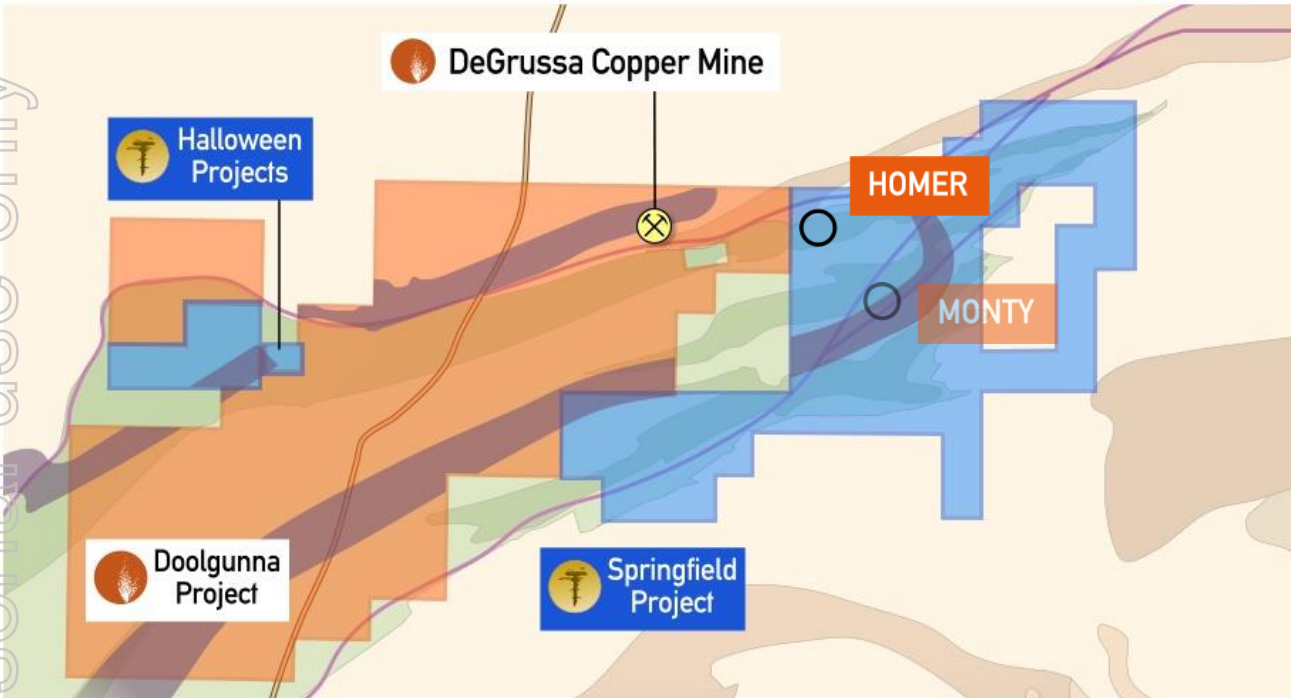 DeGrussa Copper Mine
Halloween
Projects
HOMER
MONTY
Doolgunna
Project
Springfield
Project